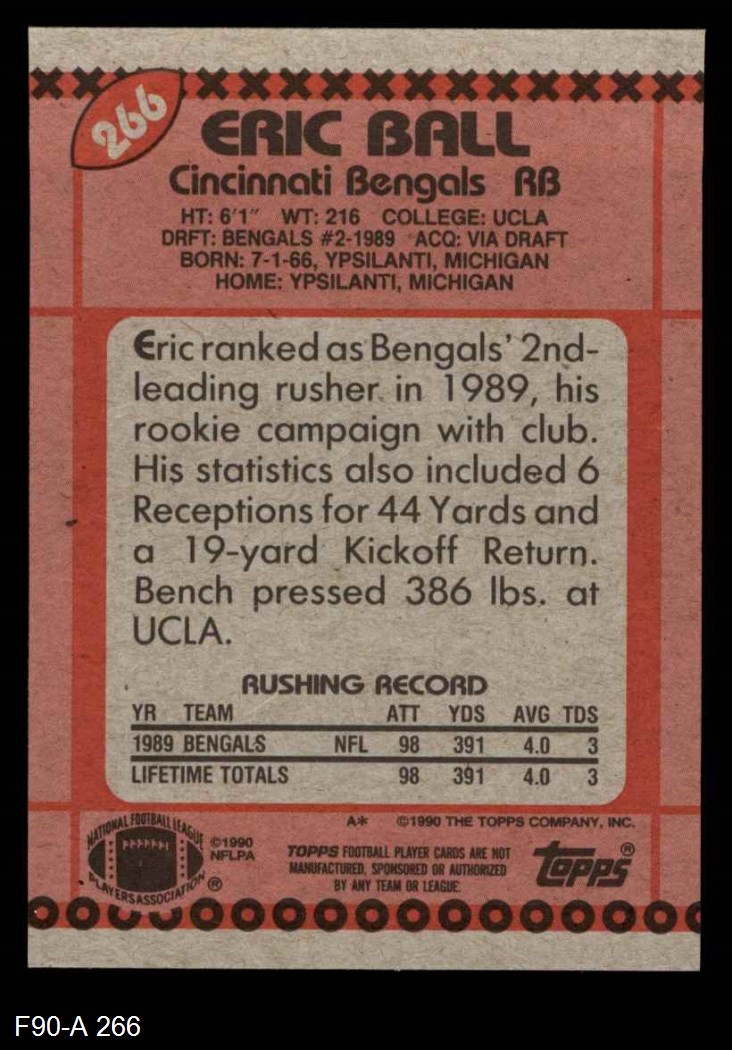 266
ERIC BALL
Cincinnati Bengals RB
HT: 6'1" WT: 216 COLLEGE: UCLA
DRFT: BENGALS #2-1989 ACQ: VIA DRAFT
BORN: 7-1-66, YPSILANTI, MICHIGAN
HOME: YPSILANTI, MICHIGAN
Eric ranked as Bengals' 2nd-
leading rusher in 1989, his
rookie campaign with club.
His statistics also included 6
Receptions for 44 Yards and
a 19-yard Kickoff Return.
Bench pressed 386 lbs. at
UCLA.
RUSHING RECORD
YR TEAM ATT YDS AVG TDS
1989 BENGALS NFL 98 391 4.0 3
LIFETIME TOTALS 98 391 4.0 3
A* ©1990 THE TOPPS COMPANY, INC.
NATIONAL FOOTBALL LEAGUE
PLAYERS ASSOCIATION ®
©1990
NFLPA
TOPPS FOOTBALL PLAYER CARDS ARE NOT
MANUFACTURED, SPONSORED OR AUTHORIZED
BY ANY TEAM OR LEAGUE.
topps®
F90-A 266